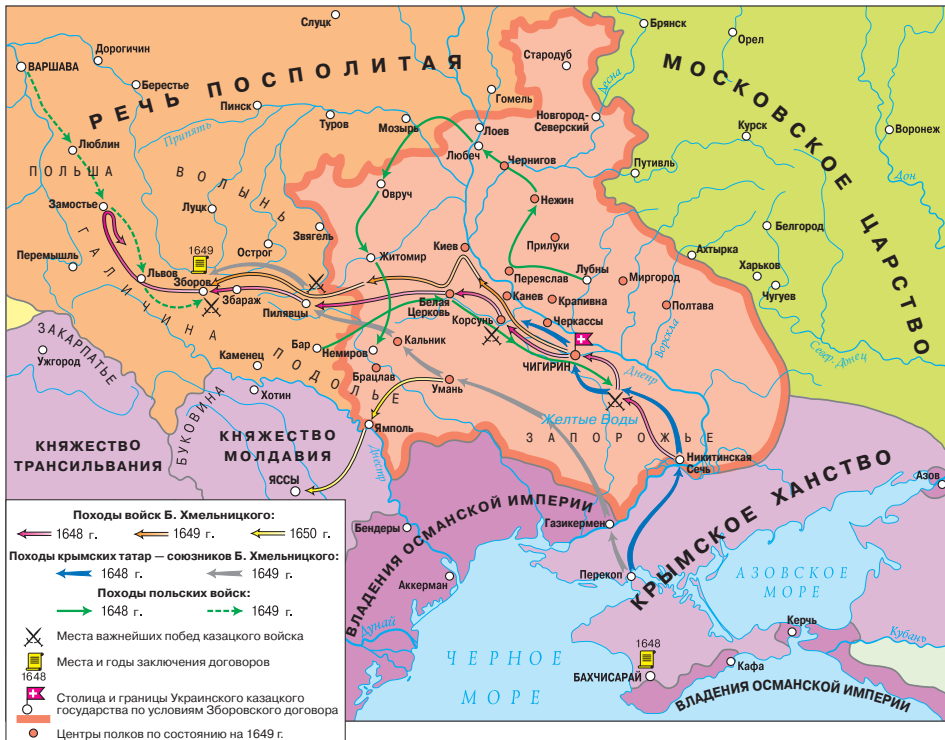 Слуцк
Брянск
Орел
Дорогичин
ВАРШАВА
Берестье
Стародуб
РЕЧЬ ПОСПОЛИТАЯ
МОСКОВСКОЕ ЦАРСТВО
Десна
Гомель
Пинск
Туров
Мозырь
Лоев
Новгород-
Северский
Курск
Воронеж
Припять
Люблин
Любеч
Чернигов
Путивль
Дон
ПОЛЬША
ВОЛЫНЬ
Овруч
Нежин
Замостье
Луцк
Звягель
Прилуки
Белгород
1649
Острог
Киев
Ахтырка
Перемышль
ГАЛИЧИНА
Житомир
Переяслав
Лубны
Миргород
Харьков
Львов
Зборов
Збараж
Канев
Крапивна
Чугуев
Пилявцы
Белая
Церковь
Корсунь
Черкассы
Полтава
Ворскла
Север. Донец
ЗАКАРПАТЬЕ
Ужгород
Каменец
Бар
Немиров
Кальник
ЧИГИРИН
Днепр
ПОДОЛЬЕ
Брацлав
Умань
Хотин
БУКОВИНА
Желтые Воды
Ямполь
ЗАПОРОЖЬЕ
КНЯЖЕСТВО
ТРАНСИЛЬВАНИЯ
КНЯЖЕСТВО
МОЛДАВИЯ
Никитинская
Сечь
Днестр
ЯССЫ
КРЫМСКОЕ ХАНСТВО
Азов
Бендеры
Газикермен
ВЛАДЕНИЯ ОСМАНСКОЙ ИМПЕРИИ
Аккерман
Перекоп
АЗОВСКОЕ
МОРЕ
Дунай
Керчь
Кубань
ЧЕРНОЕ
МОРЕ
1648
БАХЧИСАРАЙ
Кафа
ВЛАДЕНИЯ ОСМАНСКОЙ ИМПЕРИИ
Походы войск Б. Хмельницкого:
1648 г. 1649 г. 1650 г.
Походы крымских татар — союзников Б. Хмельницкого:
1648 г. 1649 г.
Походы польских войск:
1648 г. 1649 г.
Места важнейших побед казацкого войска
Места и годы заключения договоров
1648
Столица и границы Украинского казацкого
государства по условиям Зборовского договора
Центры полков по состоянию на 1649 г.